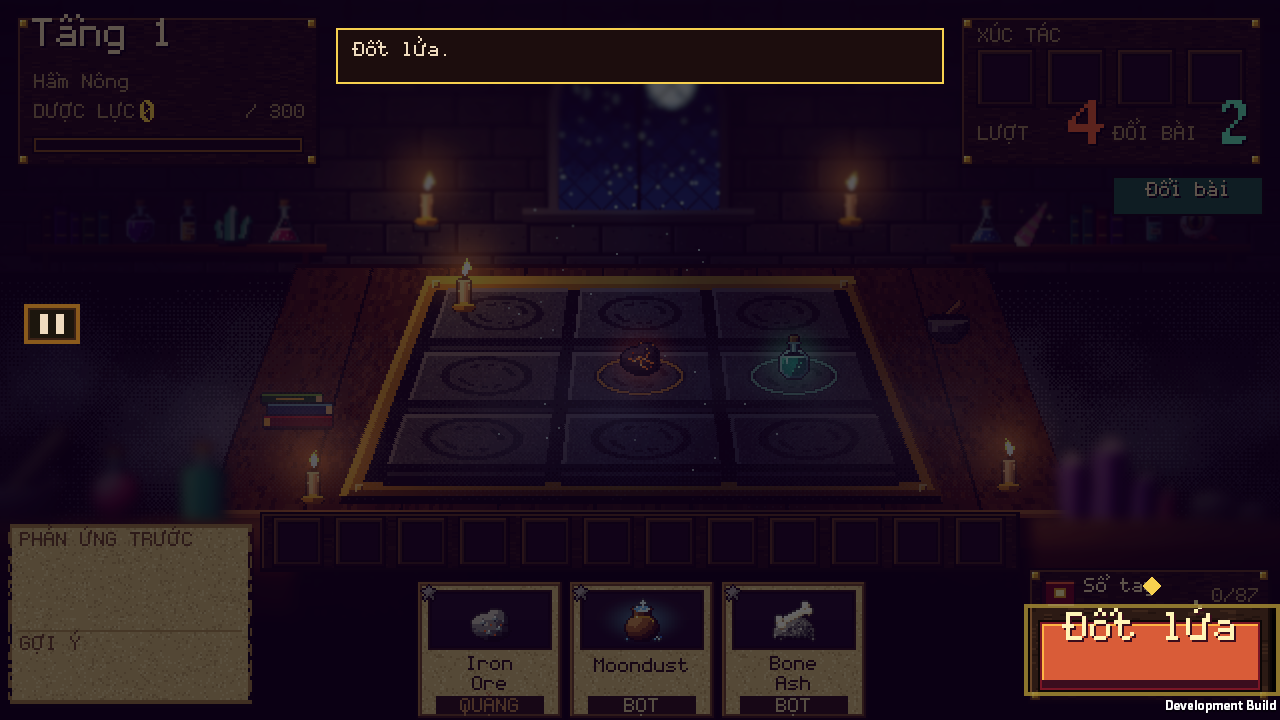 Tầng 1
Hầm Nông
DƯỢC LỰC 0 / 300
Đốt lửa.
XÚC TÁC
LƯỢT 4 ĐỔI BÀI 2
Đổi bài
PHẢN ỨNG TRƯỚC
GỢI Ý
Iron
Ore
QUẶNG
Moondust
BỘT
Bone
Ash
BỘT
Sổ ta
0/87
Đốt lửa
Development Build